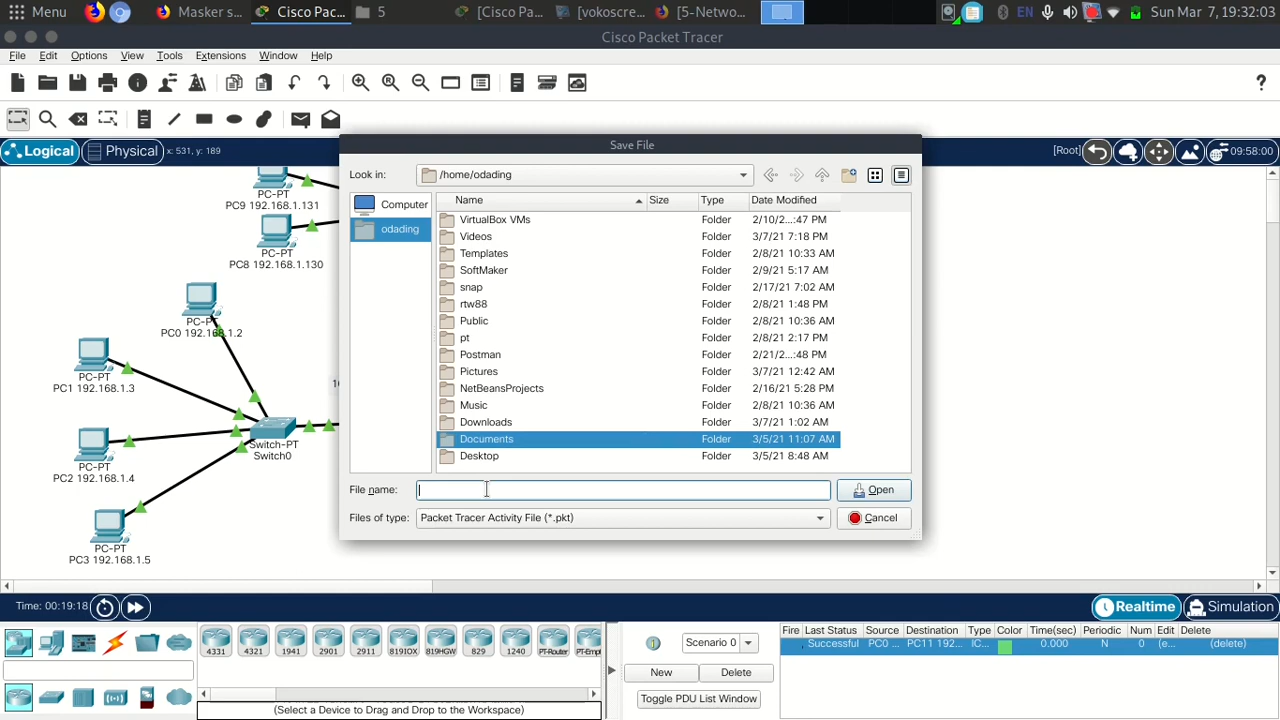 Menu Masker s... Cisco Pac... 5 [Cisco Pa... [vokoscre... [5-Netwo... EN Sun Mar 7, 19:32:03
Cisco Packet Tracer
File Edit Options View Tools Extensions Window Help
Logical Physical x: 531, y: 189 [Root] 09:58:00
Save File
Look in: /home/odading
Computer
odading
Name Size Type Date Modified
VirtualBox VMs Folder 2/10/2...:47 PM
Videos Folder 3/7/21 7:18 PM
Templates Folder 2/8/21 10:33 AM
SoftMaker Folder 2/9/21 5:17 AM
snap Folder 2/17/21 7:02 AM
rtw88 Folder 2/8/21 1:48 PM
Public Folder 2/8/21 10:36 AM
pt Folder 2/8/21 2:17 PM
Postman Folder 2/21/2...:48 PM
Pictures Folder 3/7/21 12:42 AM
NetBeansProjects Folder 2/16/21 5:28 PM
Music Folder 2/8/21 10:36 AM
Downloads Folder 3/7/21 1:02 AM
Documents Folder 3/5/21 11:07 AM
Desktop Folder 3/5/21 8:48 AM
File name: Open
Files of type: Packet Tracer Activity File (*.pkt) Cancel
PC-PT
PC9 192.168.1.131
PC-PT
PC8 192.168.1.130
PC-PT
PC0 192.168.1.2
PC-PT
PC1 192.168.1.3
PC-PT
PC2 192.168.1.4
Switch-PT
Switch0
PC-PT
PC3 192.168.1.5
Time: 00:19:18 Realtime Simulation
4331 4321 1941 2901 2911 819IOX 819HGW 829 1240 PT-Router PT-Empt
(Select a Device to Drag and Drop to the Workspace)
Scenario 0
New Delete
Toggle PDU List Window
Fire Last Status Source Destination Type Color Time(sec) Periodic Num Edit Delete
Successful PC0 ... PC11 192... IC... 0.000 N 0 (e... (delete)